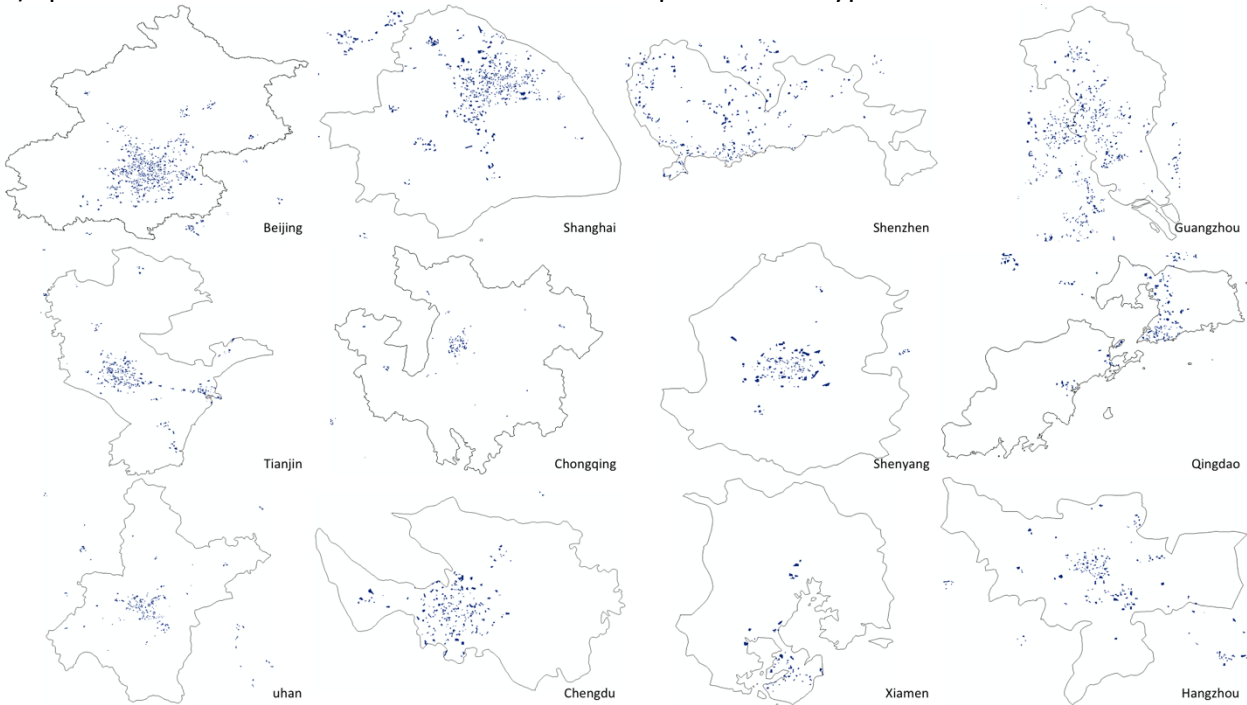 Beijing
Shanghai
Shenzhen
Guangzhou
Tianjin
Chongqing
Shenyang
Qingdao
uhan
Chengdu
Xiamen
Hangzhou